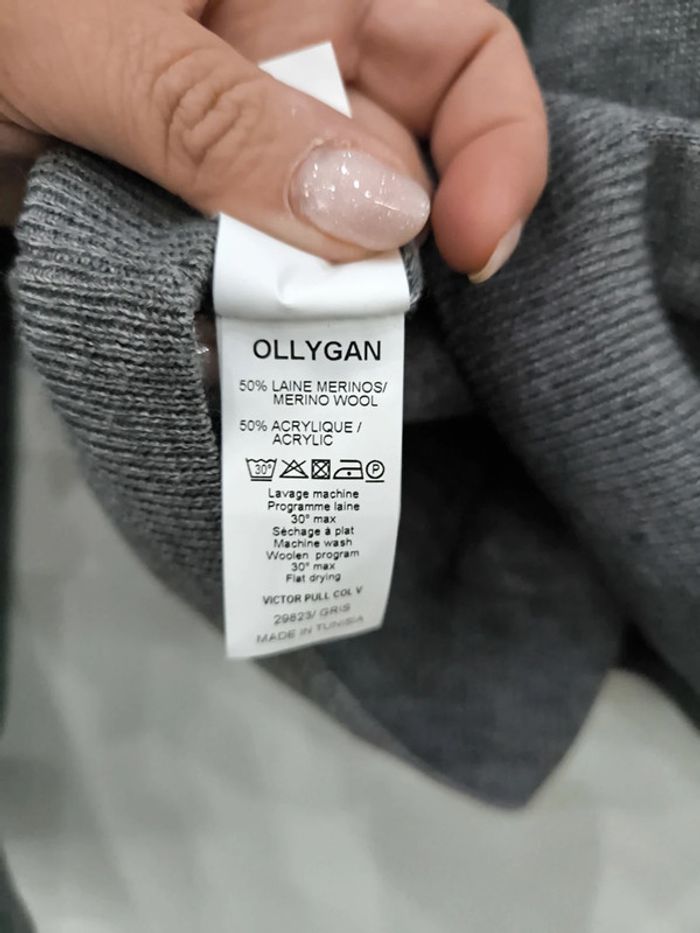 OLLYGAN
50% LAINE MERINOS/
MERINO WOOL
50% ACRYLIQUE /
ACRYLIC
30°
P
Lavage machine
Programme laine
30° max
Séchage à plat
Machine wash
Woolen program
30° max
Flat drying
VICTOR PULL COL V
29823/ GRIS
MADE IN TUNISIA